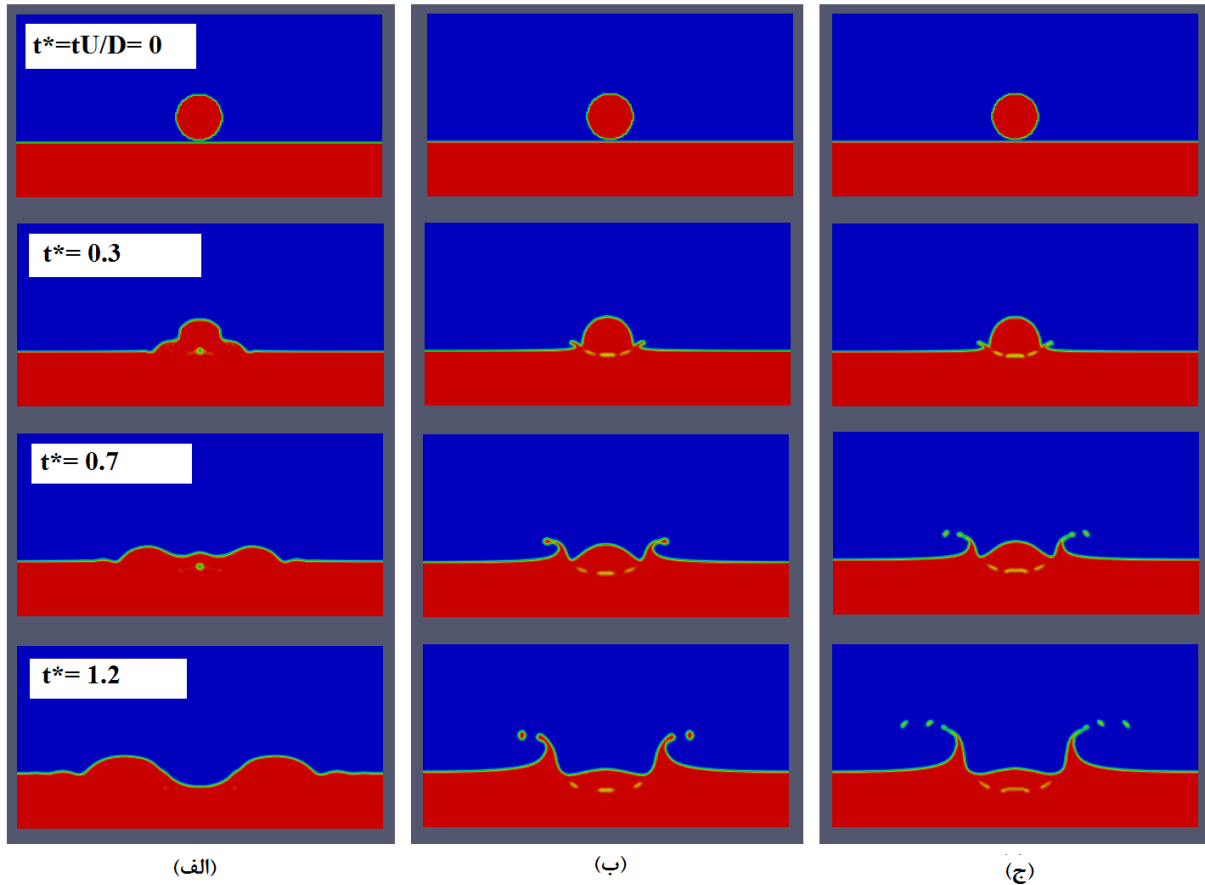 t*=tU/D= 0
t*= 0.3
t*= 0.7
t*= 1.2
(الف)
(ب)
(ج)